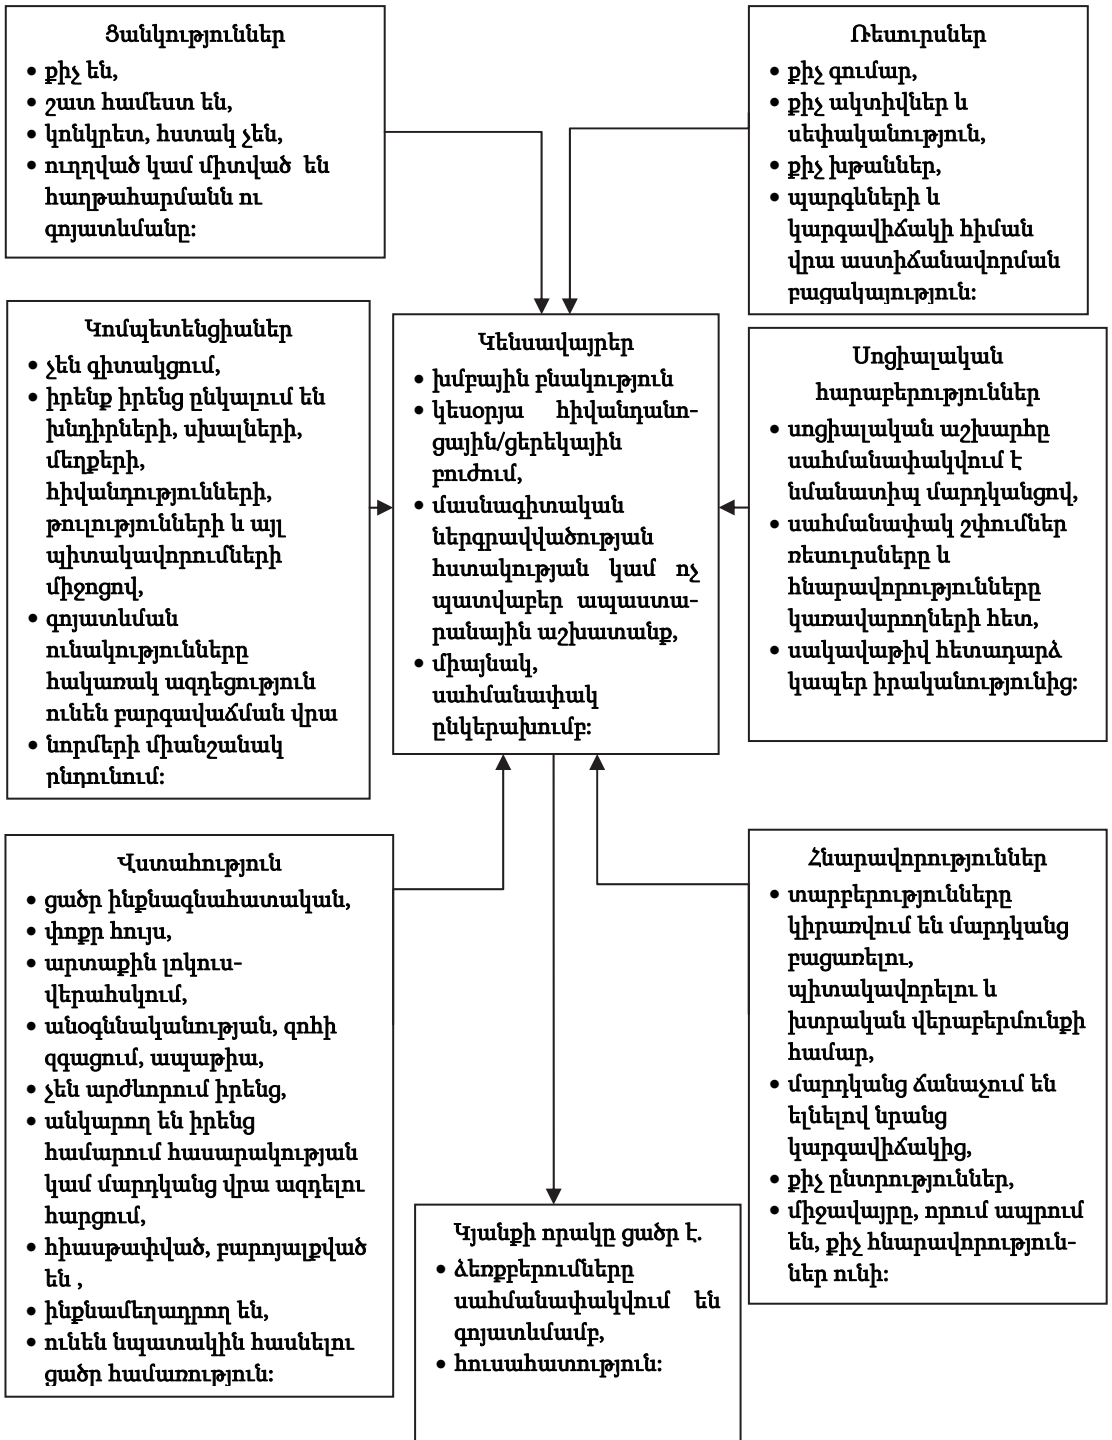 Ցանկություններ
• քիչ են,
• շատ համեստ են,
• կոնկրետ, հստակ չեն,
• ուղղված կամ միտված են
հաղթահարմանն ու
գոյատևմանը:
Ռեսուրսներ
• քիչ գումար,
• քիչ ակտիվներ և
սեփականություն,
• քիչ խթաններ,
• պարգևների և
կարգավիճակի հիման
վրա աստիճանավորման
բացակայություն:
Կոմպետենցիաներ
• չեն գիտակցում,
• իրենք իրենց ընկալում են
խնդիրների, սխալների,
մեղքերի,
հիվանդությունների,
թուլությունների և այլ
պիտակավորումների
միջոցով,
• գոյատևման
ունակությունները
հակառակ ազդեցություն
ունեն բարգավաճման վրա
• նորմերի միանշանակ
ընդունում:
Կենսավայրեր
• խմբային բնակություն
• կեսօրյա հիվանդանո-
ցային/ցերեկային
բուժում,
• մասնագիտական
ներգրավվածության
հստակության կամ ոչ
պատվաբեր ապաստա-
րանային աշխատանք,
• միայնակ,
սահմանափակ
ընկերախումբ:
Սոցիալական
հարաբերություններ
• սոցիալական աշխարհը
սահմանափակվում է
նմանատիպ մարդկանցով,
• սահմանափակ շփումներ
ռեսուրսները և
հնարավորությունները
կառավարողների հետ,
• սակավաթիվ հետադարձ
կապեր իրականությունից:
Վստահություն
• ցածր ինքնագնահատական,
• փոքր հույս,
• արտաքին լոկուս-
վերահսկում,
• անօգննականության, զոհի
զգացում, ապաթիա,
• չեն արժևորում իրենց,
• անկարող են իրենց
համարում հասարակության
կամ մարդկանց վրա ազդելու
հարցում,
• հիասթափված, բարոյալքված
են ,
• ինքնամեղադրող են,
• ունեն նպատակին հասնելու
ցածր համառություն:
Հնարավորություններ
• տարբերությունները
կիրառվում են մարդկանց
բացառելու,
պիտակավորելու և
խտրական վերաբերմունքի
համար,
• մարդկանց ճանաչում են
ելնելով նրանց
կարգավիճակից,
• քիչ ընտրություններ,
• միջավայրը, որում ապրում
են, քիչ հնարավորություն-
ներ ունի:
Կյանքի որակը ցածր է.
• ձեռքբերումները
սահմանափակվում են
գոյատևմամբ,
• հուսահատություն: